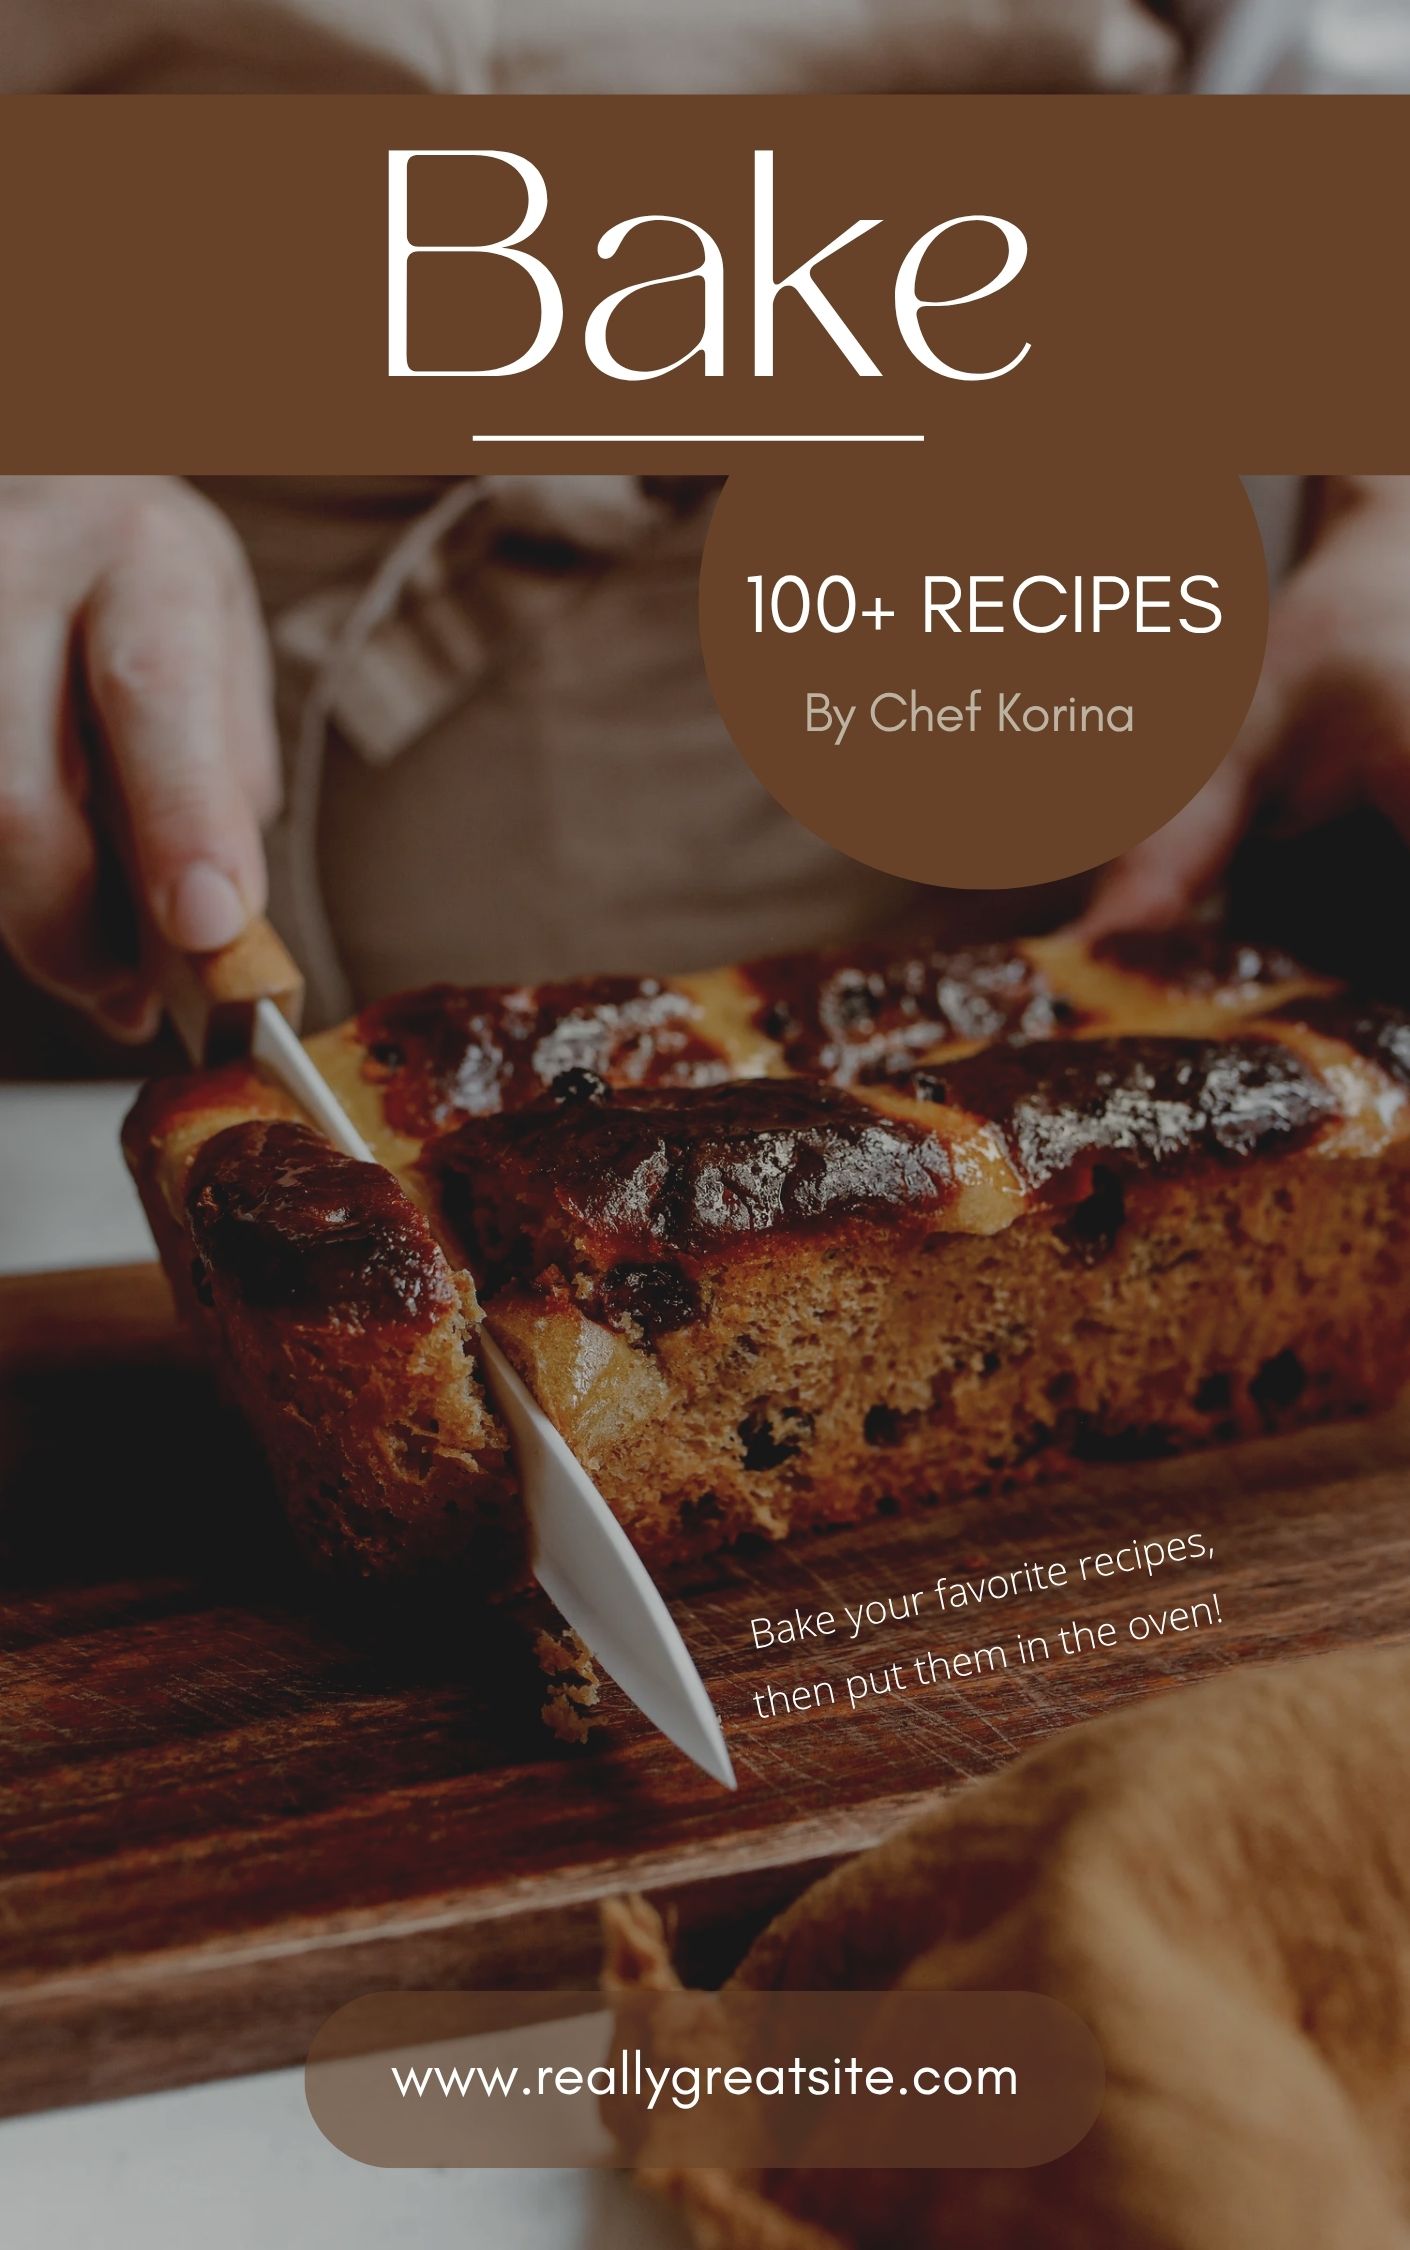 Bake
100+ RECIPES
By Chef Korina
Bake your favorite recipes,
then put them in the oven!
www.reallygreatsite.com